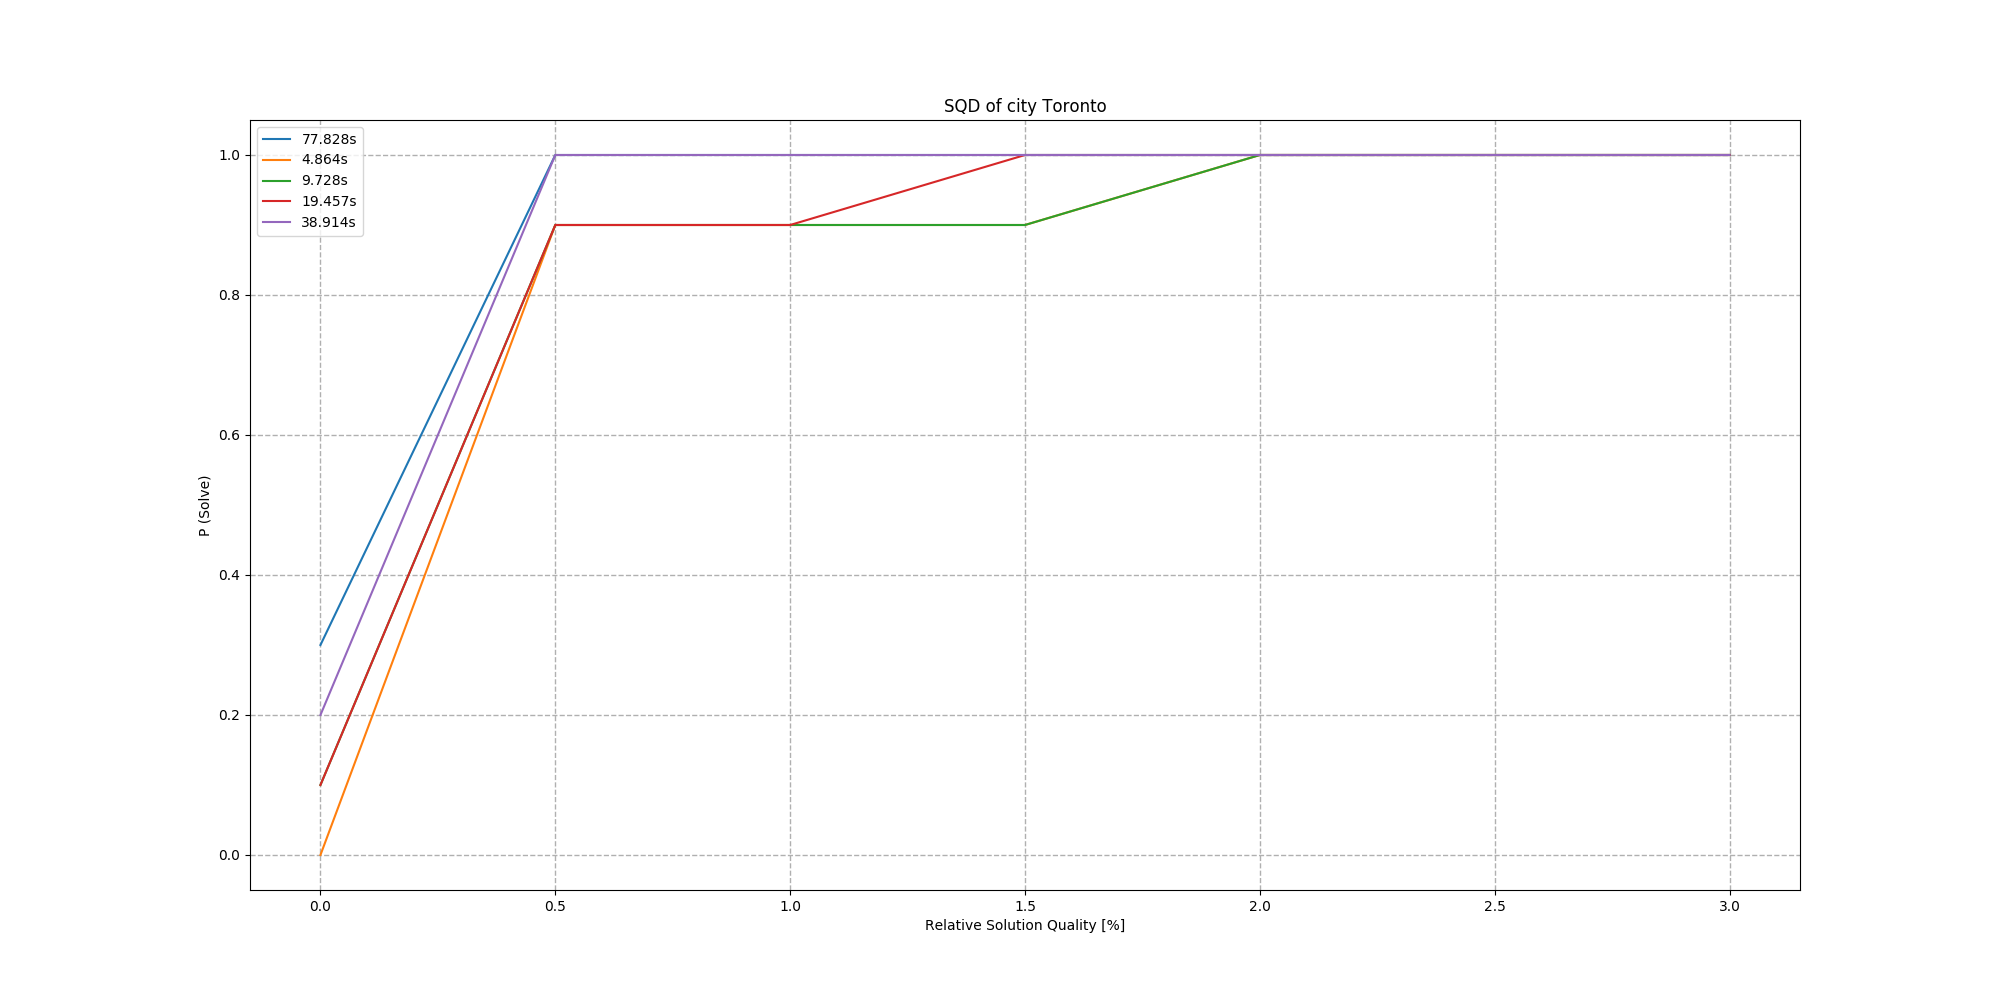 SQD of city Toronto
77.828s
4.864s
9.728s
19.457s
38.914s
1.0
0.8
0.6
0.4
0.2
0.0
P (Solve)
0.0 0.5 1.0 1.5 2.0 2.5 3.0
Relative Solution Quality [%]